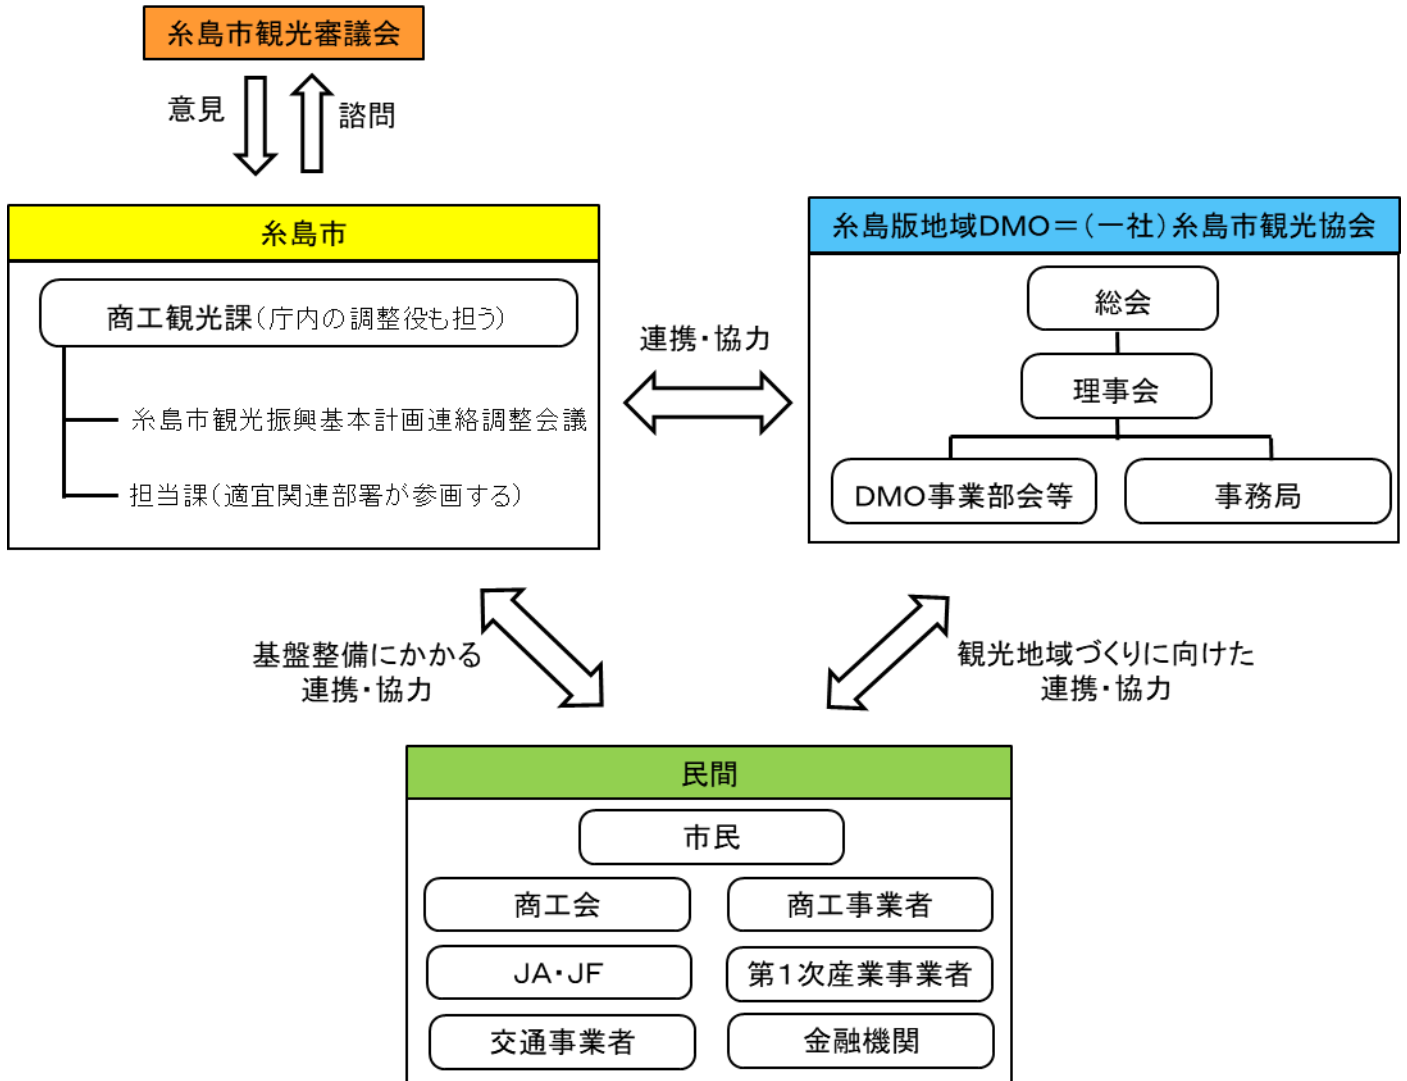 糸島市観光審議会
意見
諮問
糸島市
商工観光課(庁内の調整役も担う)
糸島市観光振興基本計画連絡調整会議
担当課(適宜関連部署が参画する)
連携・協力
糸島版地域DMO=(一社)糸島市観光協会
総会
理事会
DMO事業部会等
事務局
基盤整備にかかる
連携・協力
観光地域づくりに向けた
連携・協力
民間
市民
商工会
商工事業者
JA・JF
第1次産業事業者
交通事業者
金融機関